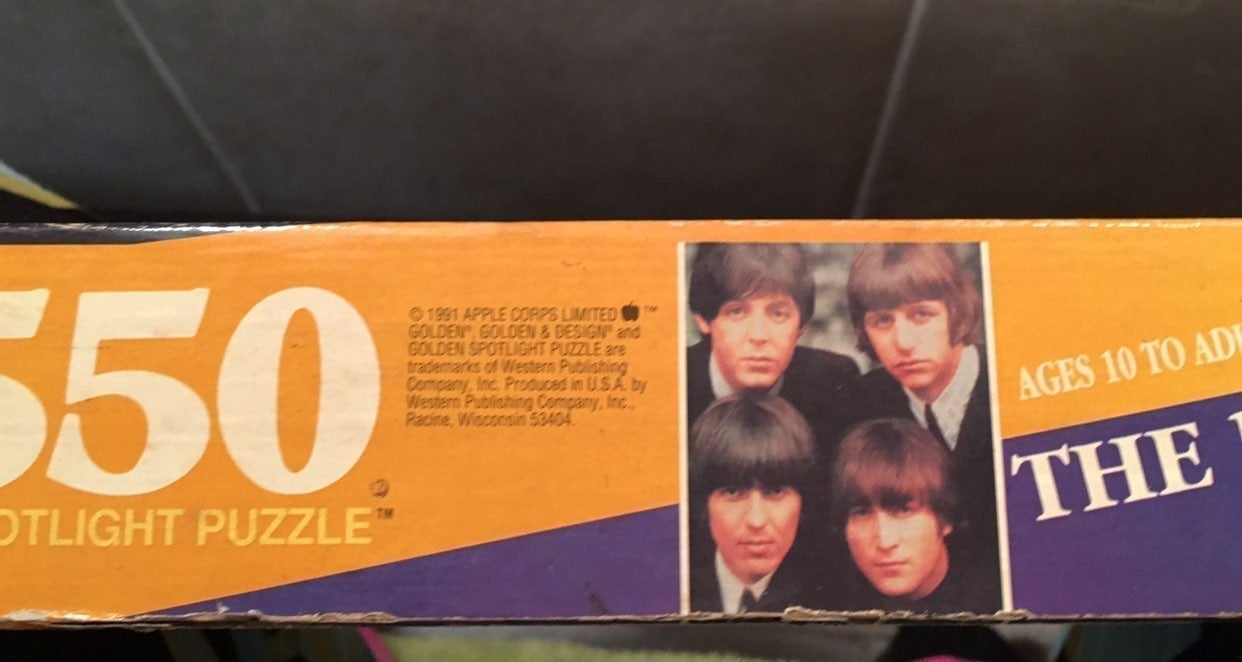 550
OTLIGHT PUZZLE™
© 1991 APPLE CORPS LIMITED ™
GOLDEN®, GOLDEN & DESIGN® and
GOLDEN SPOTLIGHT PUZZLE are
trademarks of Western Publishing
Company, Inc. Produced in U.S.A. by
Western Publishing Company, Inc.,
Racine, Wisconsin 53404.
AGES 10 TO ADU
THE